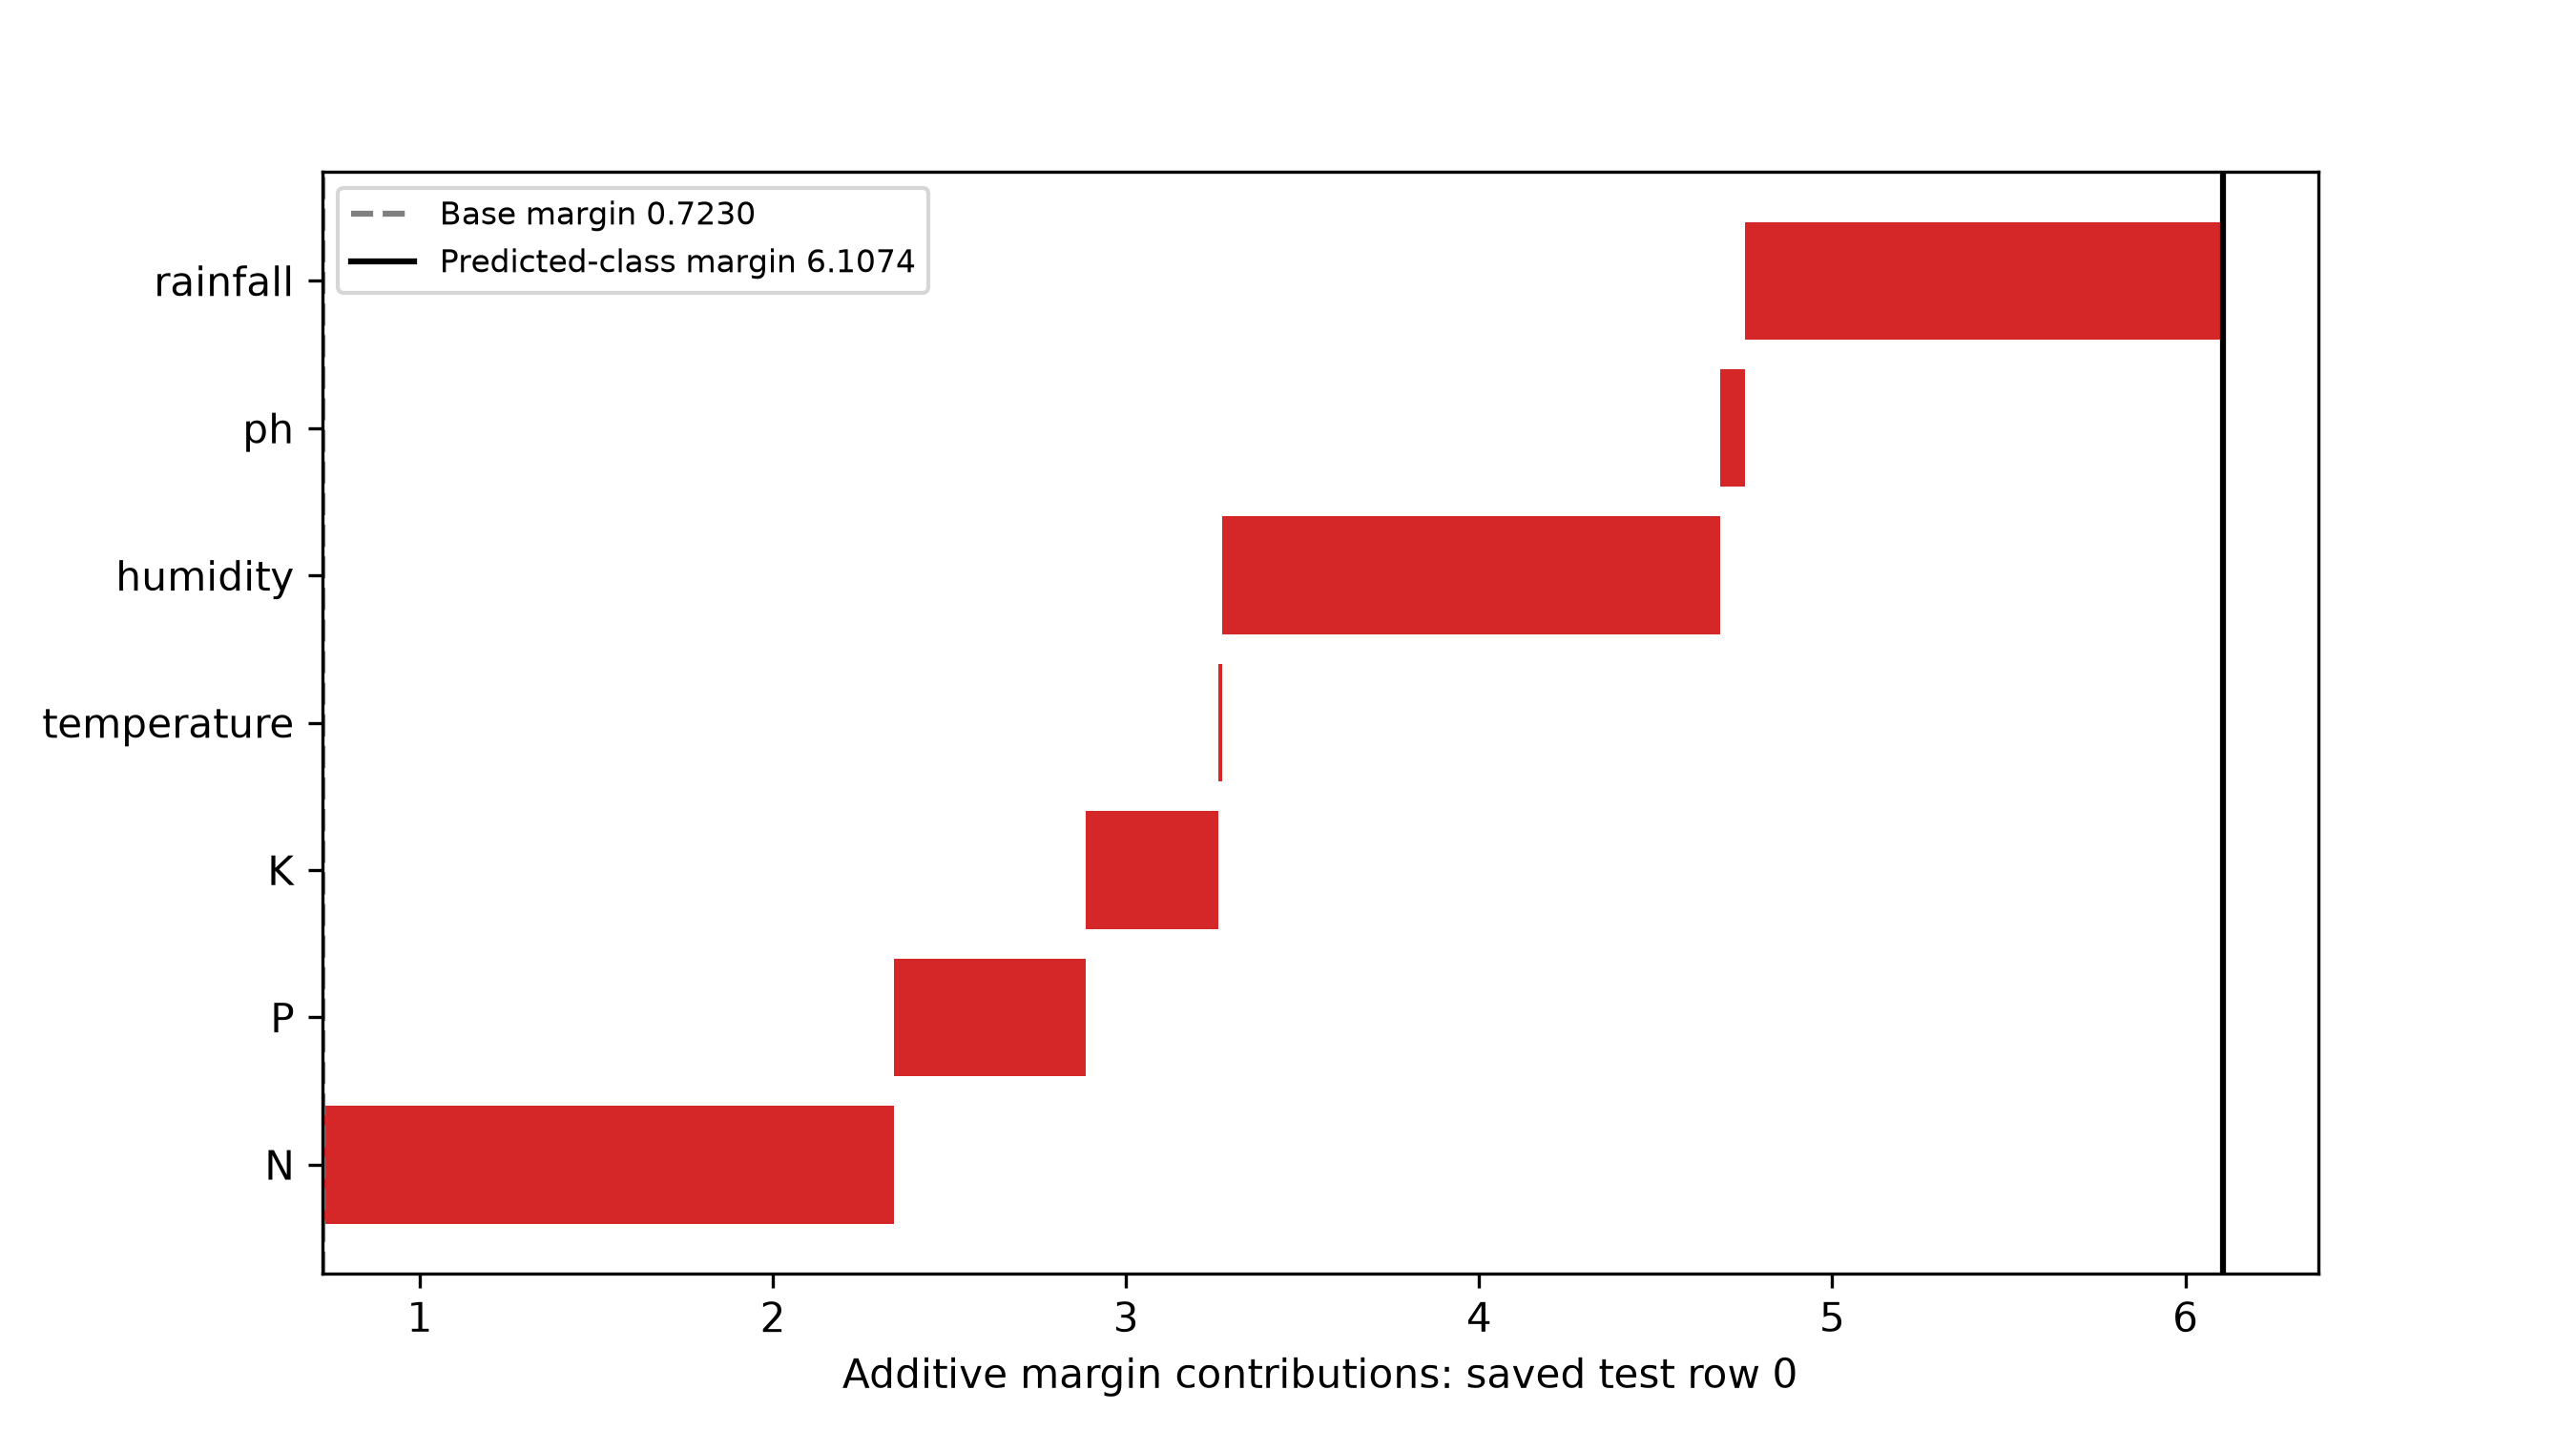 Base margin 0.7230
Predicted-class margin 6.1074
rainfall
ph
humidity
temperature
K
P
N
1 2 3 4 5 6
Additive margin contributions: saved test row 0